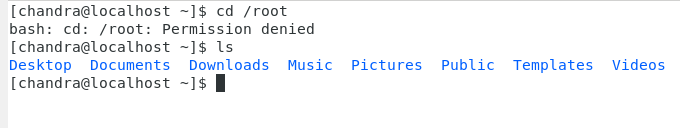 [chandra@localhost ~]$ cd /root
bash: cd: /root: Permission denied
[chandra@localhost ~]$ ls
Desktop  Documents  Downloads  Music  Pictures  Public  Templates  Videos
[chandra@localhost ~]$